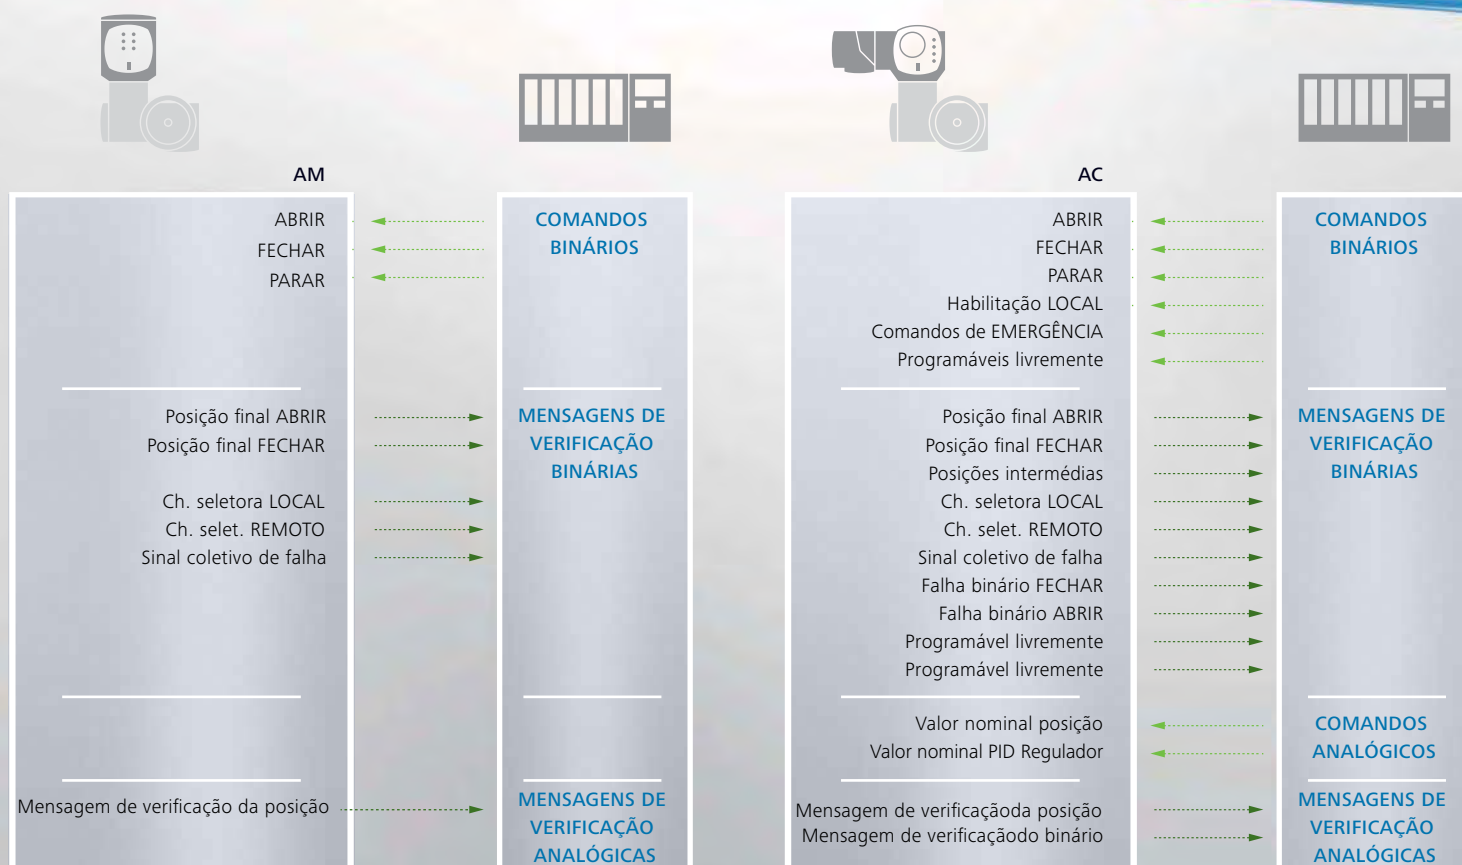 AM
ABRIR
FECHAR
PARAR
COMANDOS
BINÁRIOS
Posição final ABRIR
Posição final FECHAR
Ch. seletora LOCAL
Ch. selet. REMOTO
Sinal coletivo de falha
MENSAGENS DE
VERIFICAÇÃO
BINÁRIAS
Mensagem de verificação da posição
MENSAGENS DE
VERIFICAÇÃO
ANALÓGICAS
AC
ABRIR
FECHAR
PARAR
Habilitação LOCAL
Comandos de EMERGÊNCIA
Programáveis livremente
COMANDOS
BINÁRIOS
Posição final ABRIR
Posição final FECHAR
Posições intermédias
Ch. seletora LOCAL
Ch. selet. REMOTO
Sinal coletivo de falha
Falha binário FECHAR
Falha binário ABRIR
Programável livremente
Programável livremente
MENSAGENS DE
VERIFICAÇÃO
BINÁRIAS
Valor nominal posição
Valor nominal PID Regulador
COMANDOS
ANALÓGICOS
Mensagem de verificaçãoda posição
Mensagem de verificaçãodo binário
MENSAGENS DE
VERIFICAÇÃO
ANALÓGICAS